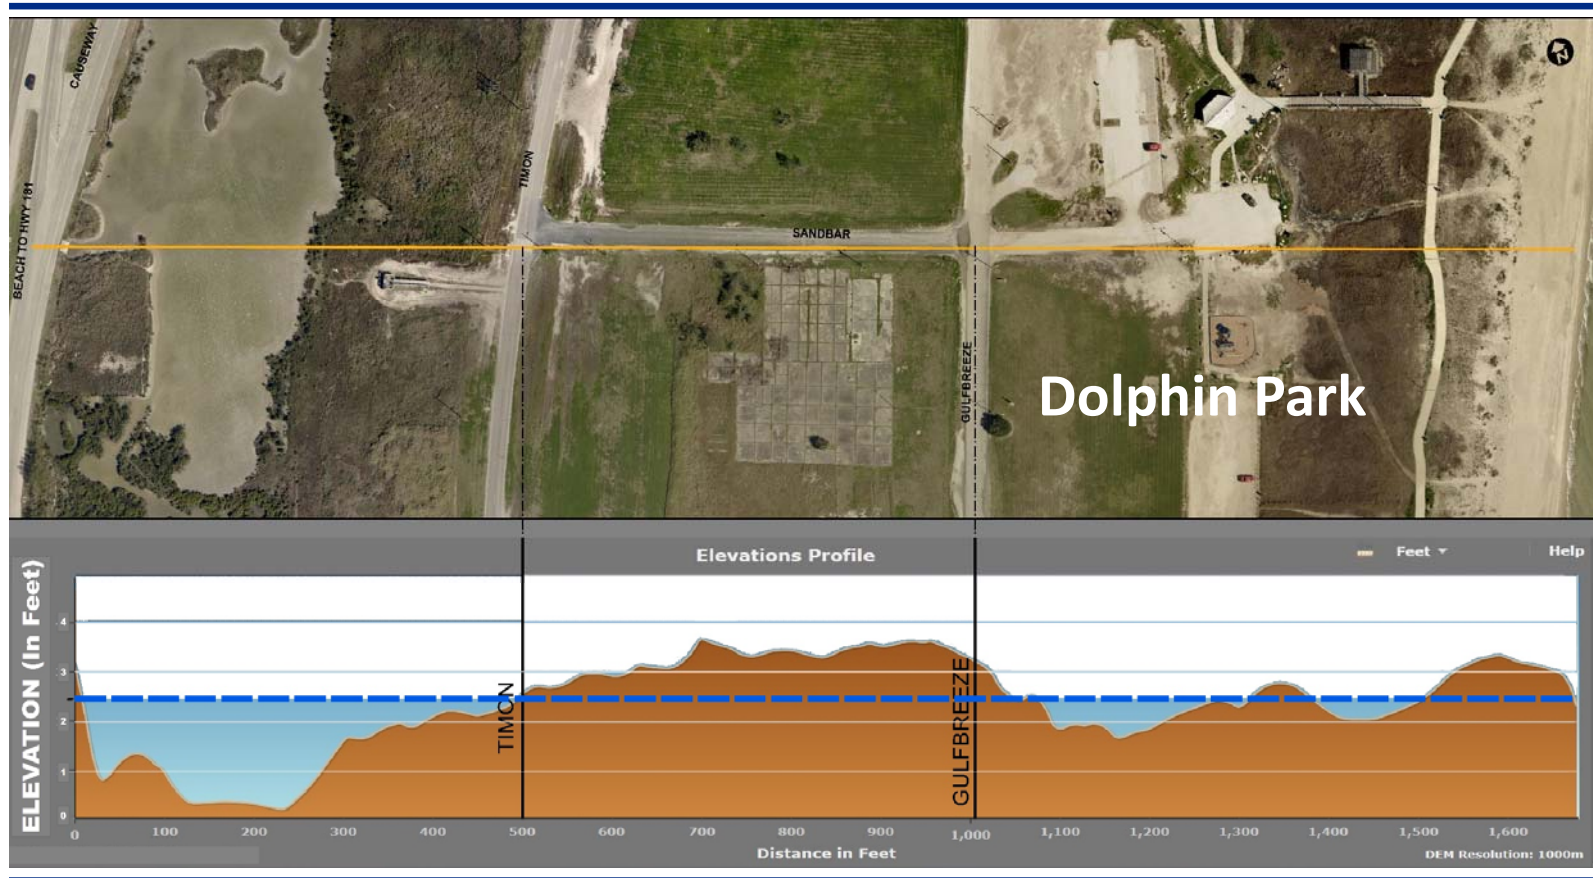 CAUSEWAY
BEACH TO HWY 181
TIMON
SANDBAR
GULFBREEZE
N
Dolphin Park
Elevations Profile
Feet
Help
ELEVATION (In Feet)
4
3
2
1
0
TIMON
GULFBREEZE
0 100 200 300 400 500 600 700 800 900 1,000 1,100 1,200 1,300 1,400 1,500 1,600
Distance in Feet
DEM Resolution: 1000m